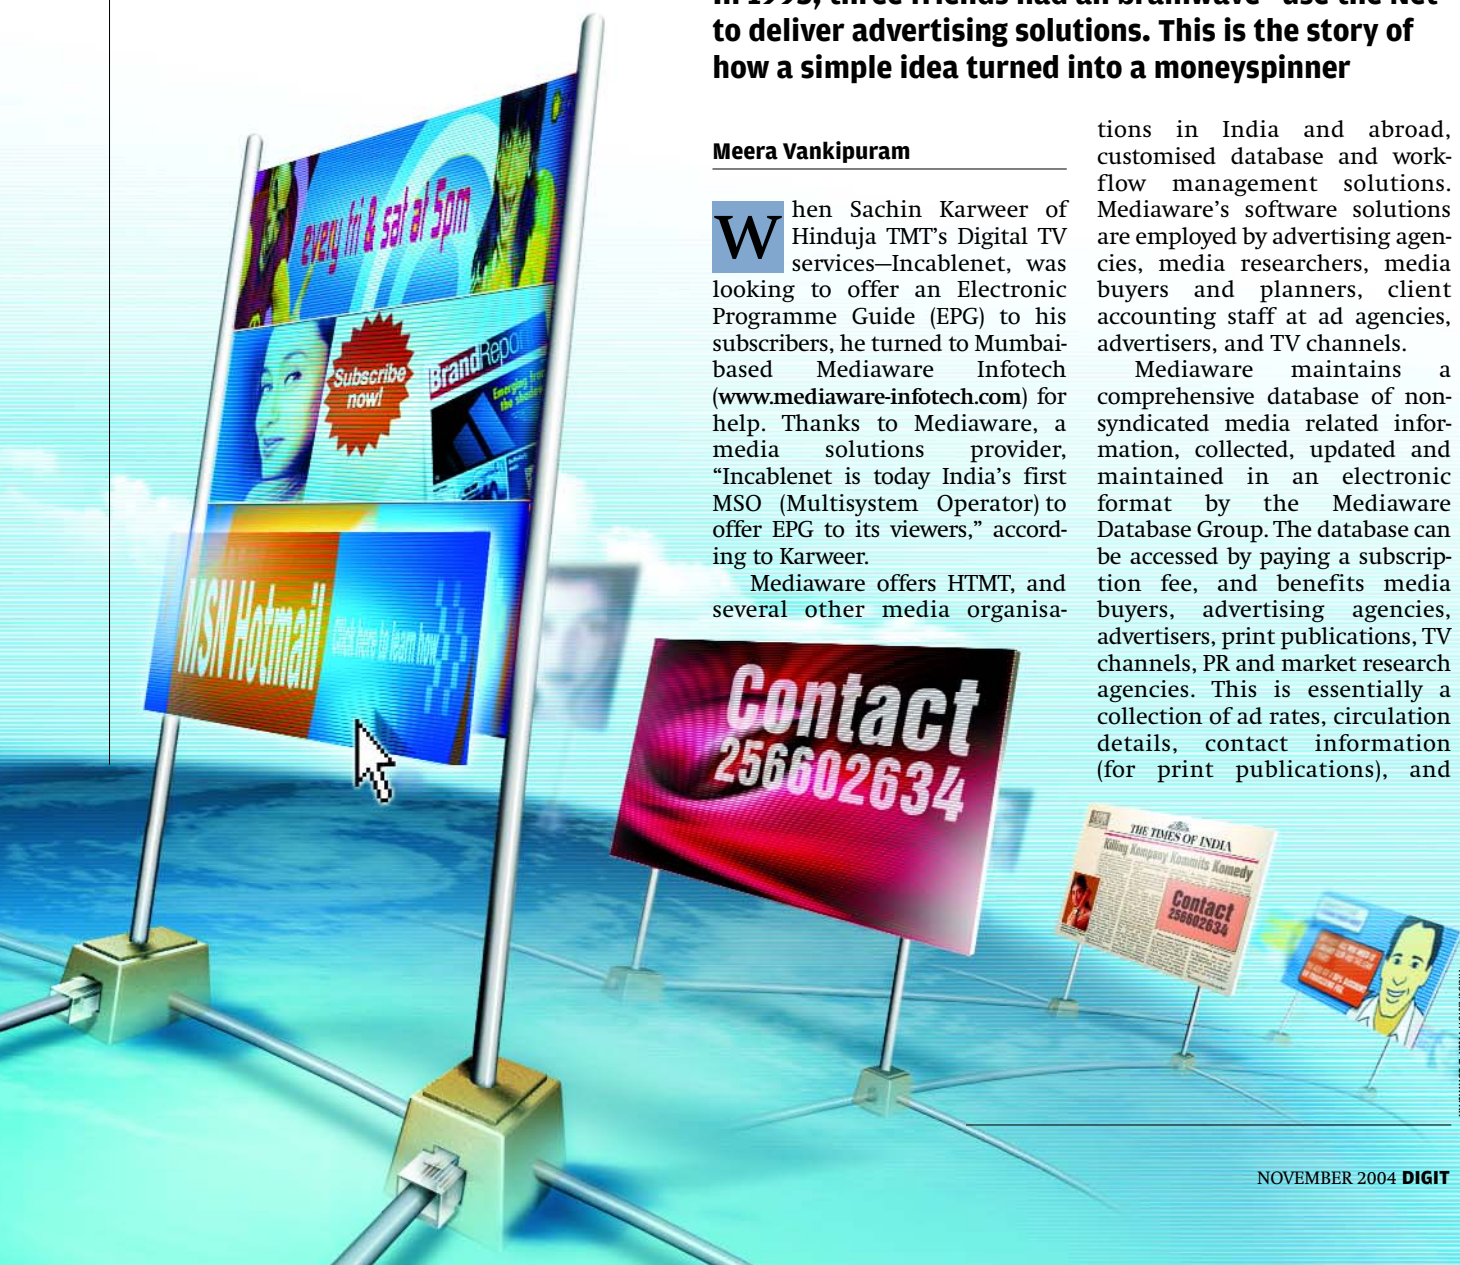 to deliver advertising solutions. This is the story of
how a simple idea turned into a moneyspinner
Meera Vankipuram
When Sachin Karweer of
Hinduja TMT's Digital TV
services—Incablenet, was
looking to offer an Electronic
Programme Guide (EPG) to his
subscribers, he turned to Mumbai-
based Mediaware Infotech
(www.mediaware-infotech.com) for
help. Thanks to Mediaware, a
media solutions provider,
“Incablenet is today India's first
MSO (Multisystem Operator) to
offer EPG to its viewers,” accord-
ing to Karweer.
Mediaware offers HTMT, and
several other media organisa-
tions in India and abroad,
customised database and work-
flow management solutions.
Mediaware's software solutions
are employed by advertising agen-
cies, media researchers, media
buyers and planners, client
accounting staff at ad agencies,
advertisers, and TV channels.
Mediaware maintains a
comprehensive database of non-
syndicated media related infor-
mation, collected, updated and
maintained in an electronic
format by the Mediaware
Database Group. The database can
be accessed by paying a subscrip-
tion fee, and benefits media
buyers, advertising agencies,
advertisers, print publications, TV
channels, PR and market research
agencies. This is essentially a
collection of ad rates, circulation
details, contact information
(for print publications), and
every fri & sat at 5pm
Subscribe
now!
BrandRepo
Emerging
the
MSN Hotmail
Click here to learn how
Contact
256602634
THE TIMES OF INDIA
Killing Kompany Kommits Komedy
Contact
256602634
NOVEMBER 2004 DIGIT